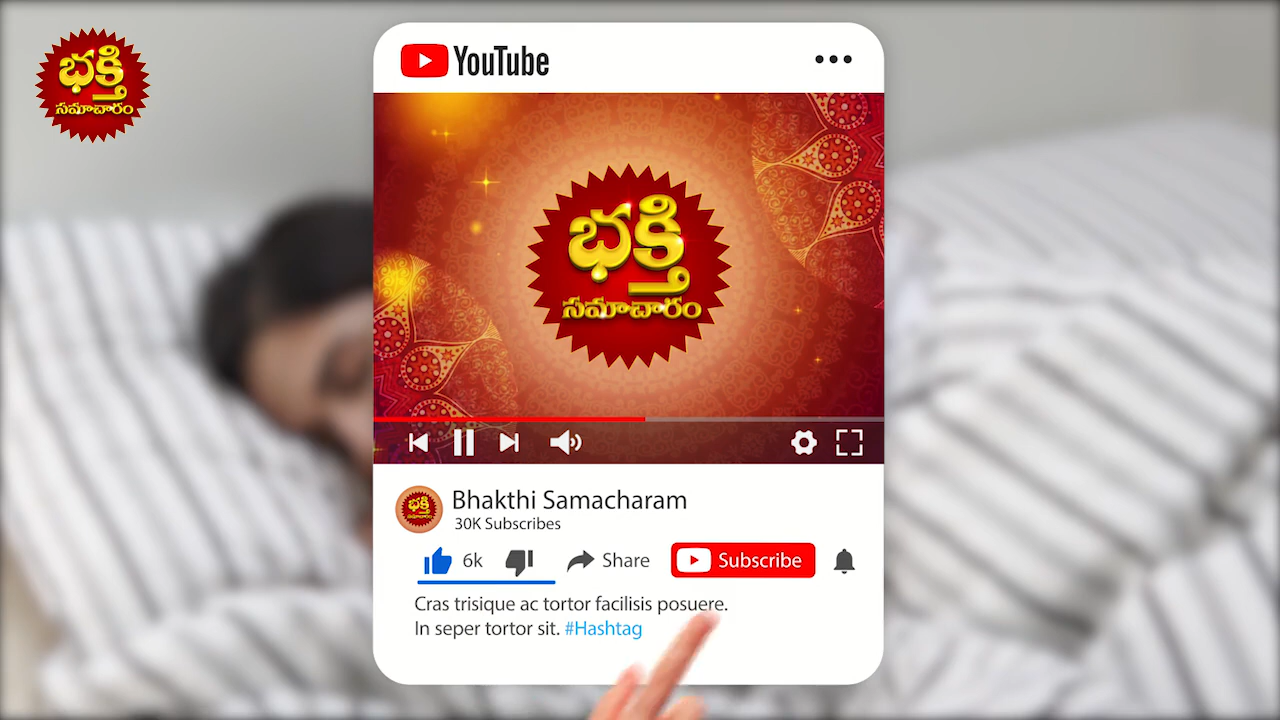 భక్తి
సమాచారం
YouTube
భక్తి
సమాచారం
భక్తి
Bhakthi Samacharam
30K Subscribes
6k Share Subscribe
Cras trisique ac tortor facilisis posuere.
In seper tortor sit. #Hashtag